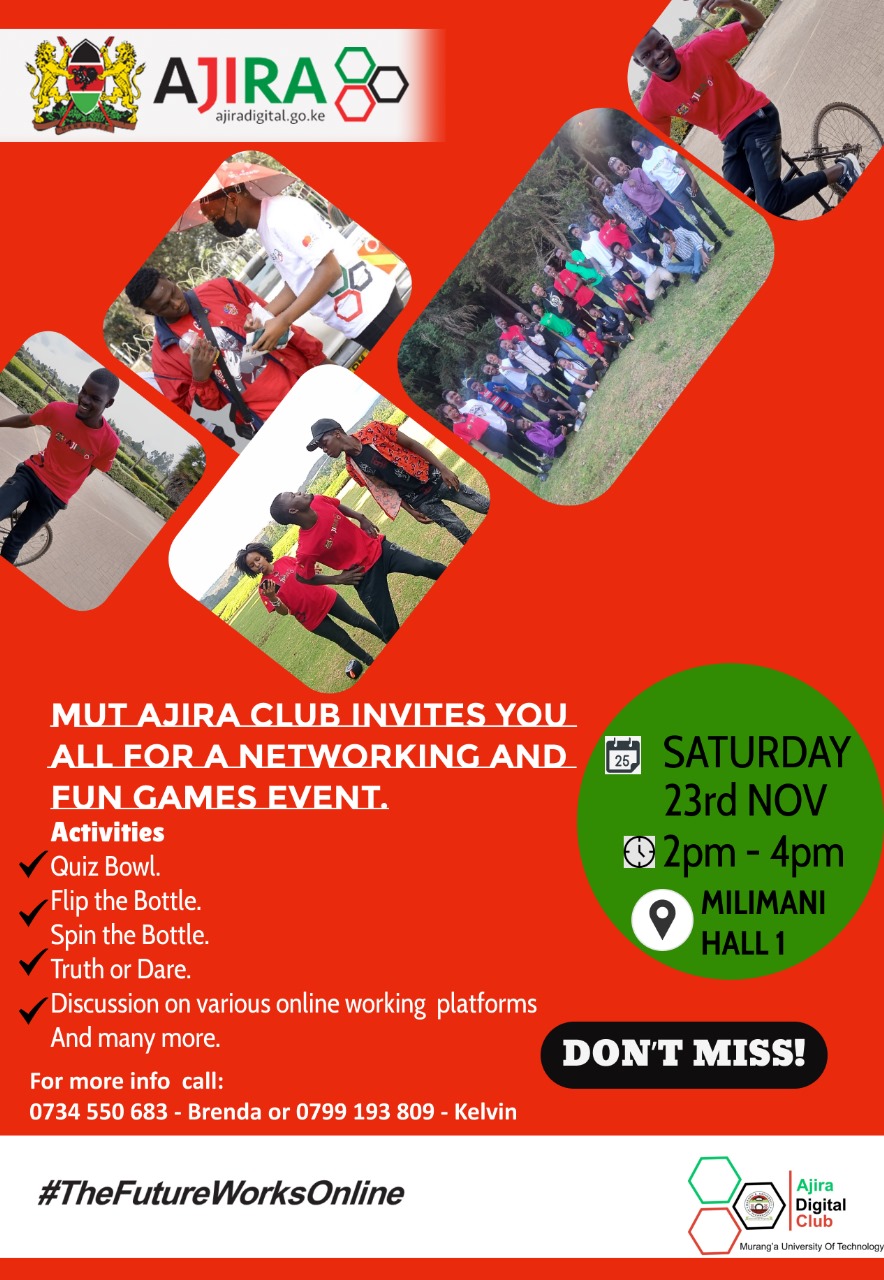 AJIRA
ajiradigital.go.ke
MUT AJIRA CLUB INVITES YOU
ALL FOR A NETWORKING AND
FUN GAMES EVENT.
Activities
Quiz Bowl.
Flip the Bottle.
Spin the Bottle.
Truth or Dare.
Discussion on various online working platforms
And many more.
For more info call:
0734 550 683 - Brenda or 0799 193 809 - Kelvin
25
SATURDAY
23rd NOV
2pm - 4pm
MILIMANI
HALL 1
DON'T MISS!
#TheFutureWorksOnline
Ajira
Digital
Club
Murang`a University Of Technology